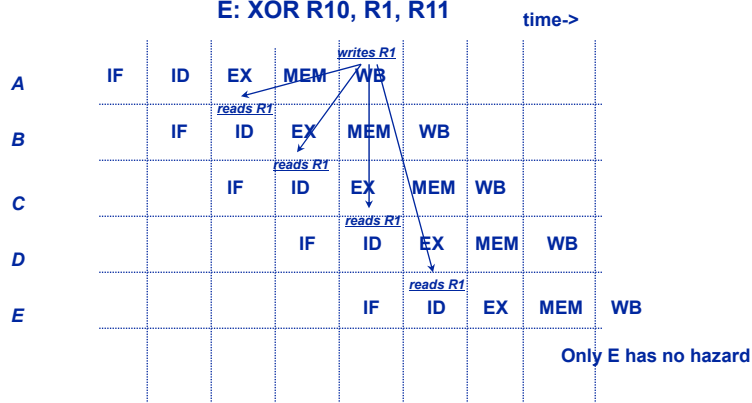 E: XOR R10, R1, R11
time->
writes R1
A IF ID EX MEM WB
reads R1
B IF ID EX MEM WB
reads R1
C IF ID EX MEM WB
reads R1
D IF ID EX MEM WB
reads R1
E IF ID EX MEM WB
Only E has no hazard